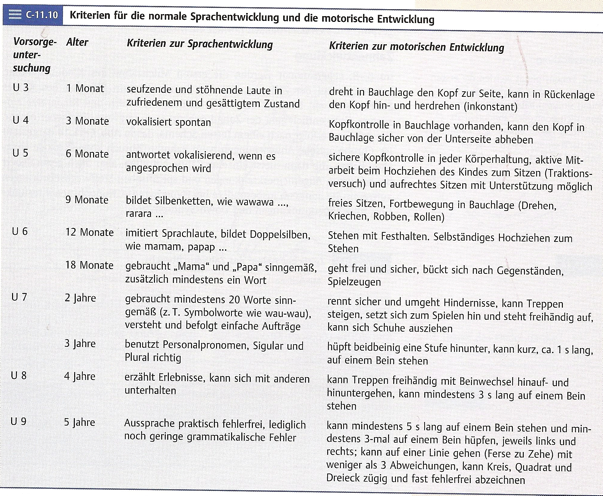 C-11.10 Kriterien für die normale Sprachentwicklung und die motorische Entwicklung
Vorsorge- Alter Kriterien zur Sprachentwicklung Kriterien zur motorischen Entwicklung
unter-
suchung
U 3 1 Monat seufzende und stöhnende Laute in dreht in Bauchlage den Kopf zur Seite, kann in Rückenlage
zufriedenem und gesättigtem Zustand den Kopf hin- und herdrehen (inkonstant)
U 4 3 Monate vokalisiert spontan Kopfkontrolle in Bauchlage vorhanden, kann den Kopf in
Bauchlage sicher von der Unterseite abheben
U 5 6 Monate antwortet vokalisierend, wenn es sichere Kopfkontrolle in jeder Körperhaltung, aktive Mit-
angesprochen wird arbeit beim Hochziehen des Kindes zum Sitzen (Traktions-
versuch) und aufrechtes Sitzen mit Unterstützung möglich
9 Monate bildet Silbenketten, wie wawawa ..., freies Sitzen, Fortbewegung in Bauchlage (Drehen,
rarara ... Kriechen, Robben, Rollen)
U 6 12 Monate imitiert Sprachlaute, bildet Doppelsilben, Stehen mit Festhalten. Selbständiges Hochziehen zum
wie mamam, papap ... Stehen
18 Monate gebraucht „Mama" und „Papa" sinngemäß, geht frei und sicher, bückt sich nach Gegenständen,
zusätzlich mindestens ein Wort Spielzeugen
U 7 2 Jahre gebraucht mindestens 20 Worte sinn- rennt sicher und umgeht Hindernisse, kann Treppen
gemäß (z. T. Symbolworte wie wau-wau), steigen, setzt sich zum Spielen hin und steht freihändig auf,
versteht und befolgt einfache Aufträge kann sich Schuhe ausziehen
3 Jahre benutzt Personalpronomen, Sigular und hüpft beidbeinig eine Stufe hinunter, kann kurz, ca. 1 s lang,
Plural richtig auf einem Bein stehen
U 8 4 Jahre erzählt Erlebnisse, kann sich mit anderen kann Treppen freihändig mit Beinwechsel hinauf- und
unterhalten hinuntergehen, kann mindestens 3 s lang auf einem Bein
stehen
U 9 5 Jahre Aussprache praktisch fehlerfrei, lediglich kann mindestens 5 s lang auf einem Bein stehen und min-
noch geringe grammatikalische Fehler destens 3-mal auf einem Bein hüpfen, jeweils links und
rechts; kann auf einer Linie gehen (Ferse zu Zehe) mit
weniger als 3 Abweichungen, kann Kreis, Quadrat und
Dreieck zügig und fast fehlerfrei abzeichnen